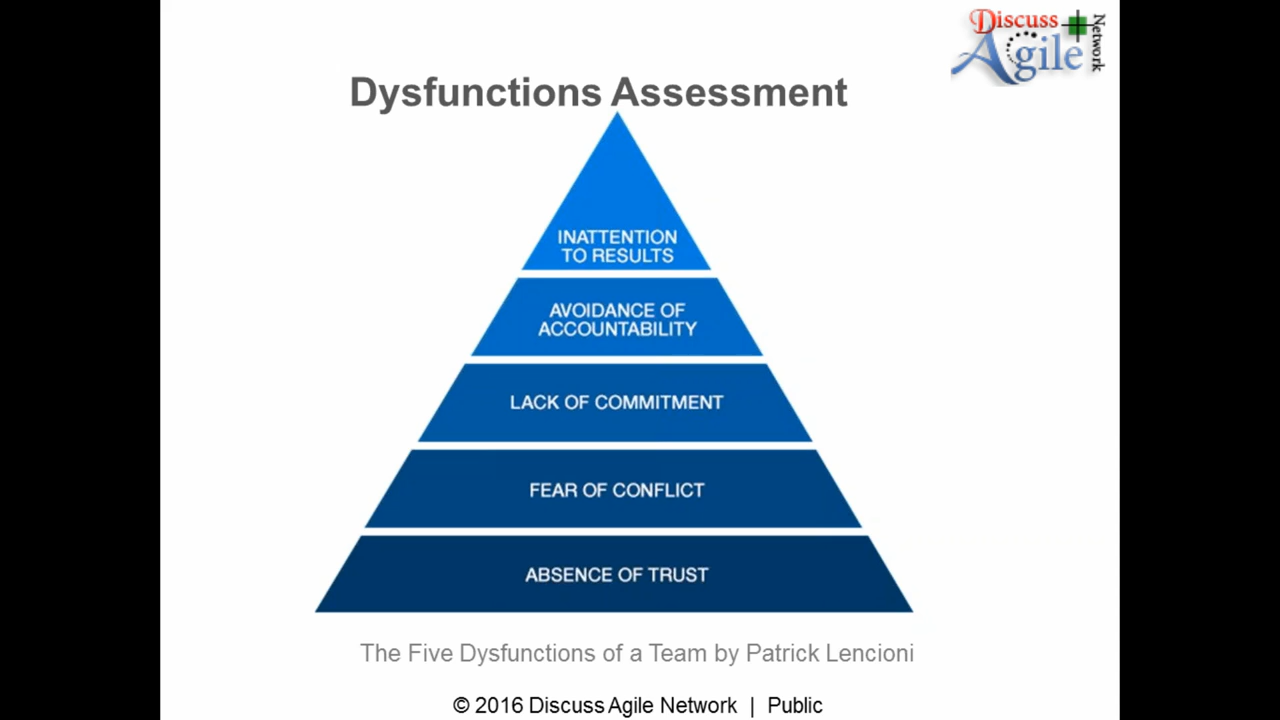 Discuss
Agile
Network
Dysfunctions Assessment
INATTENTION
TO RESULTS
AVOIDANCE OF
ACCOUNTABILITY
LACK OF COMMITMENT
FEAR OF CONFLICT
ABSENCE OF TRUST
The Five Dysfunctions of a Team by Patrick Lencioni
© 2016 Discuss Agile Network | Public